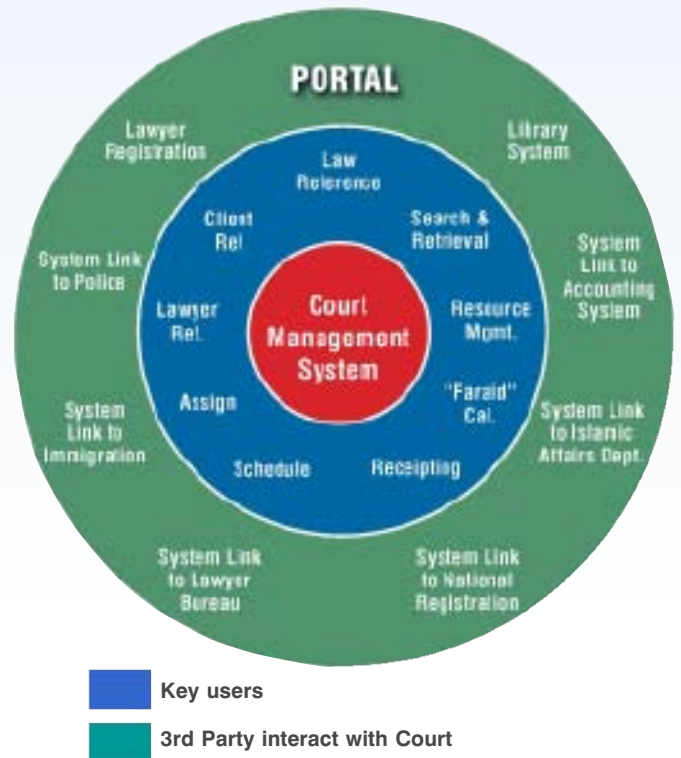 PORTAL
Lawyer
Registration
Library
System
Law
Reference
Client
Rel
Search &
Retrieval
System Link
to Police
System
Link to
Accounting
System
Lawyer
Rel.
Court
Management
System
Resource
Mgmt.
Assign
"Faraid"
Cal.
System
Link to
Immigration
System Link
to Islamic
Affairs Dept.
Schedule
Receipting
System Link
to Lawyer
Bureau
System Link
to National
Registration
Key users
3rd Party interact with Court